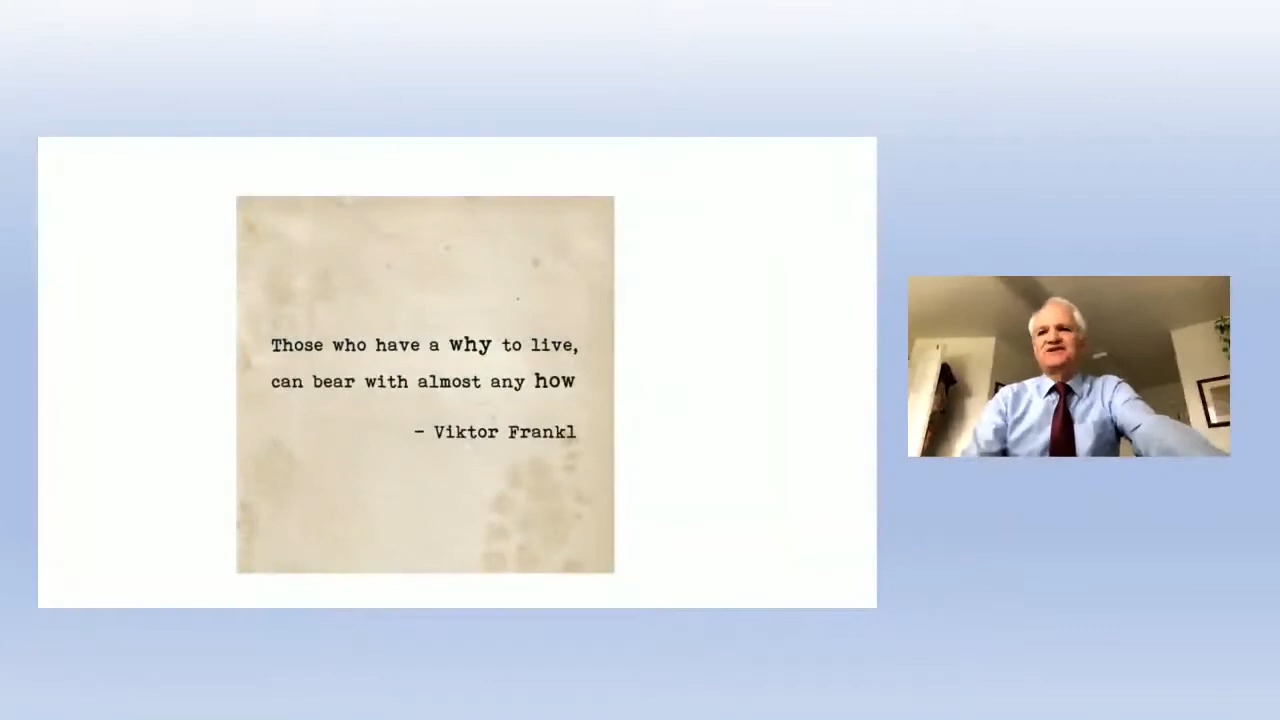 Those who have a why to live,
can bear with almost any how
- Viktor Frankl